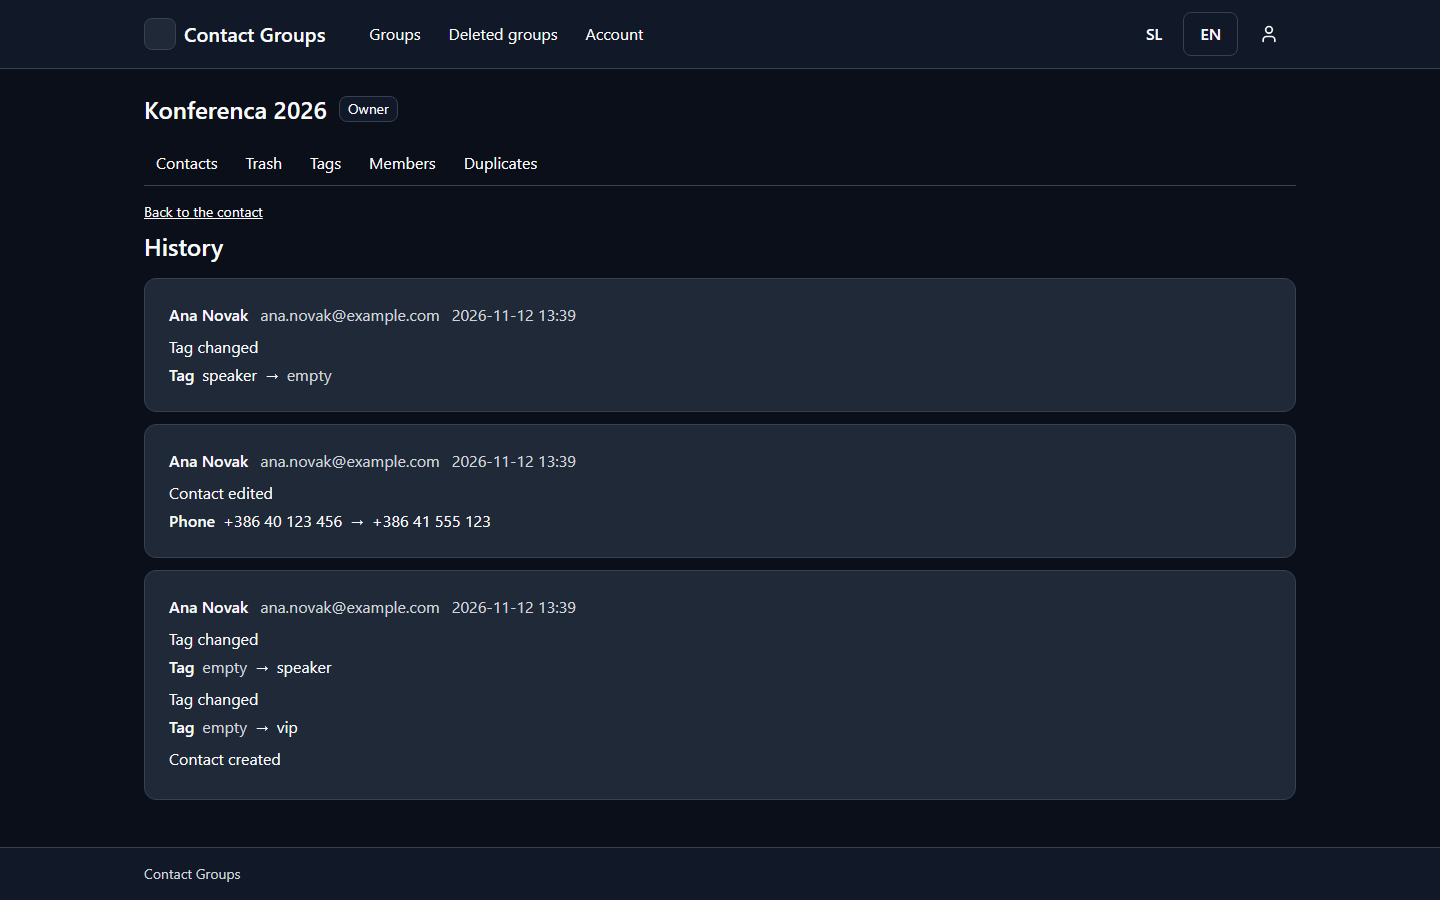 Contact Groups Groups Deleted groups Account SL EN
Konferenca 2026 Owner
Contacts Trash Tags Members Duplicates
Back to the contact
History
Ana Novak ana.novak@example.com 2026-11-12 13:39
Tag changed
Tag speaker → empty
Ana Novak ana.novak@example.com 2026-11-12 13:39
Contact edited
Phone +386 40 123 456 → +386 41 555 123
Ana Novak ana.novak@example.com 2026-11-12 13:39
Tag changed
Tag empty → speaker
Tag changed
Tag empty → vip
Contact created
Contact Groups